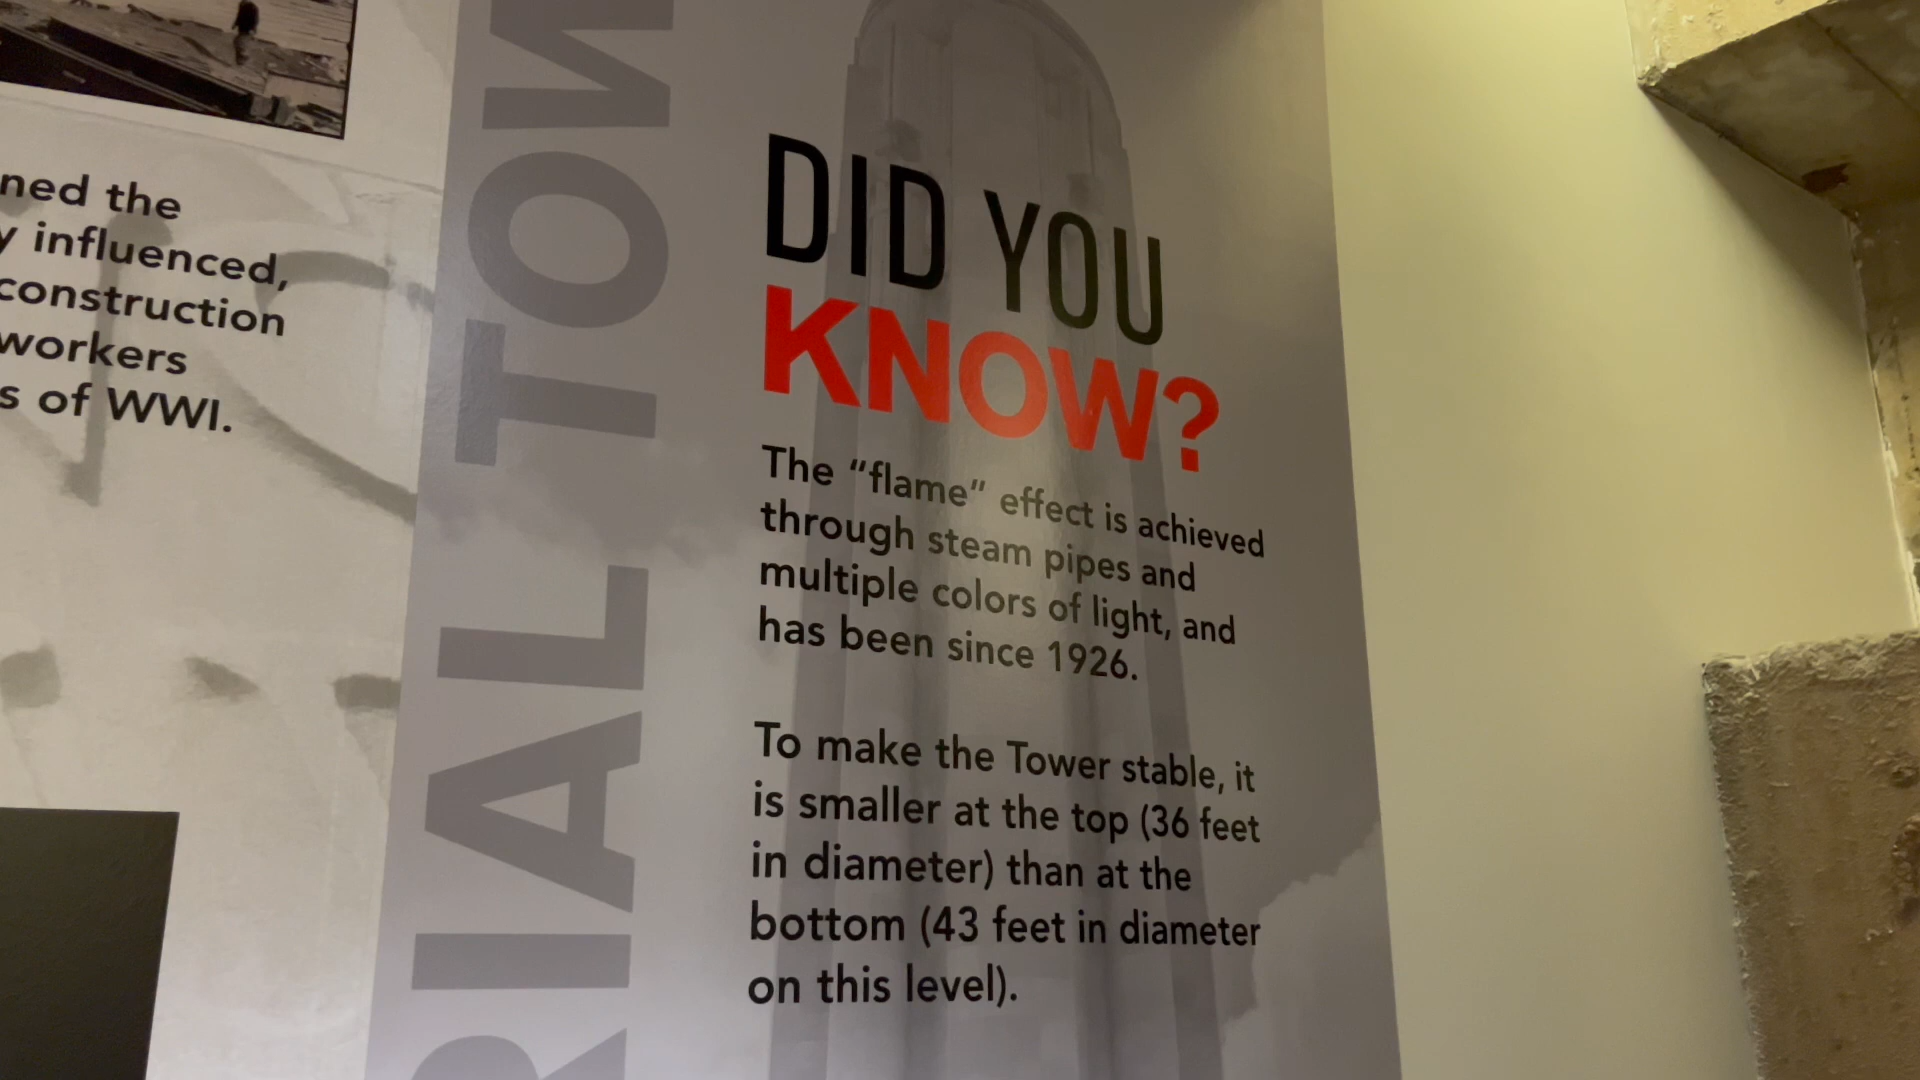 ned the
y influenced,
construction
workers
s of WWI.
RIAL TOW
DID YOU
KNOW?
The “flame” effect is achieved
through steam pipes and
multiple colors of light, and
has been since 1926.
To make the Tower stable, it
is smaller at the top (36 feet
in diameter) than at the
bottom (43 feet in diameter
on this level).